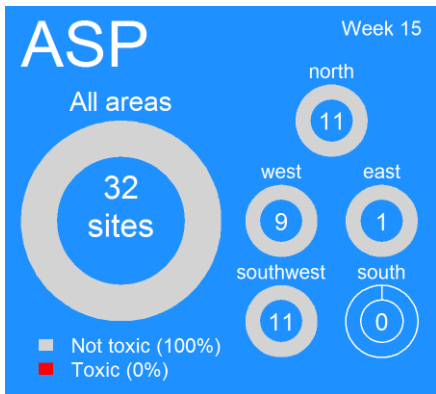 ASP
Week 15
All areas
32
sites
north
11
west
9
east
1
southwest
11
south
0
Not toxic (100%)
Toxic (0%)